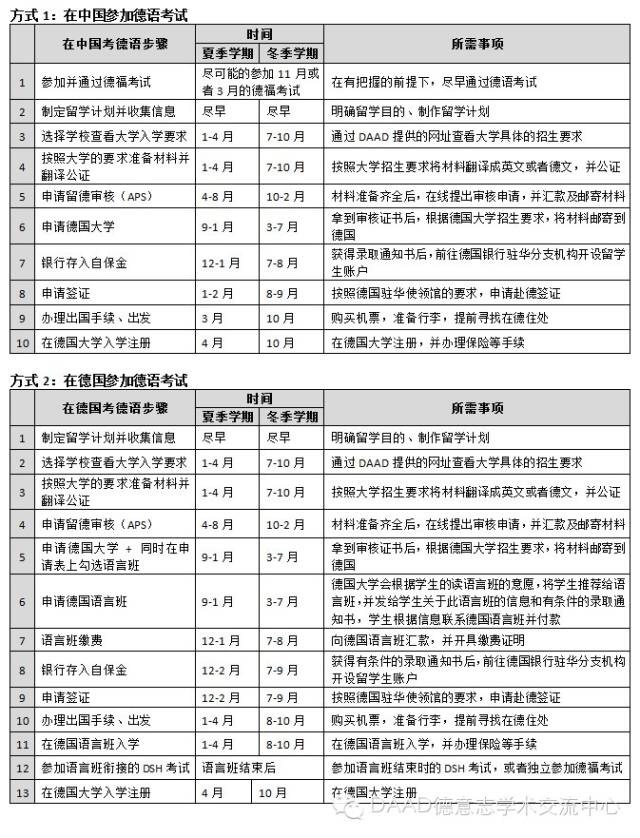 方式 1：在中国参加德语考试
在中国考德语步骤 时间 所需事项
夏季学期 冬季学期
1 参加并通过德福考试 尽可能的参加 11 月或者 3 月的德福考试 在有把握的前提下，尽早通过德语考试
2 制定留学计划并收集信息 尽早 尽早 明确留学目的、制作留学计划
3 选择学校查看大学入学要求 1-4 月 7-10 月 通过 DAAD 提供的网址查看大学具体的招生要求
4 按照大学的要求准备材料并翻译公证 1-4 月 7-10 月 按照大学招生要求将材料翻译成英文或者德文，并公证
5 申请留德审核（APS） 4-8 月 10-2 月 材料准备齐全后，在线提出审核申请，并汇款及邮寄材料
6 申请德国大学 9-1 月 3-7 月 拿到审核证书后，根据德国大学招生要求，将材料邮寄到德国
7 银行存入自保金 12-1 月 7-8 月 获得录取通知书后，前往德国银行驻华分支机构开设留学生账户
8 申请签证 1-2 月 8-9 月 按照德国驻华使领馆的要求，申请赴德签证
9 办理出国手续、出发 3 月 10 月 购买机票，准备行李，提前寻找在德住处
10 在德国大学入学注册 4 月 10 月 在德国大学注册，并办理保险等手续
方式 2：在德国参加德语考试
在德国考德语步骤 时间 所需事项
夏季学期 冬季学期
1 制定留学计划并收集信息 尽早 尽早 明确留学目的、制作留学计划
2 选择学校查看大学入学要求 1-4 月 7-10 月 通过 DAAD 提供的网址查看大学具体的招生要求
3 按照大学的要求准备材料并翻译公证 1-4 月 7-10 月 按照大学招生要求将材料翻译成英文或者德文，并公证
4 申请留德审核（APS） 4-8 月 10-2 月 材料准备齐全后，在线提出审核申请，并汇款及邮寄材料
5 申请德国大学 + 同时在申请表上勾选语言班 9-1 月 3-7 月 拿到审核证书后，根据德国大学招生要求，将材料邮寄到德国
6 申请德国语言班 9-1 月 3-7 月 德国大学会根据学生的读语言班的意愿，将学生推荐给语言班，并发给学生关于此语言班的信息和有条件的录取通知书，学生根据信息联系德国语言班并付款
7 语言班缴费 12-1 月 7-8 月 向德国语言班汇款，并开具缴费证明
8 银行存入自保金 12-2 月 7-9 月 获得有条件的录取通知书后，前往德国银行驻华分支机构开设留学生账户
9 申请签证 12-2 月 7-9 月 按照德国驻华使领馆的要求，申请赴德签证
10 办理出国手续、出发 1-4 月 8-10 月 购买机票，准备行李，提前寻找在德住处
11 在德国语言班入学 1-4 月 8-10 月 在德国语言班入学，并办理保险等手续
12 参加语言班衔接的 DSH 考试 语言班结束后 参加语言班结束时的 DSH 考试，或者独立参加德福考试
13 在德国大学入学注册 4 月 10 月 在德国大学注册
DAAD德意志学术交流中心